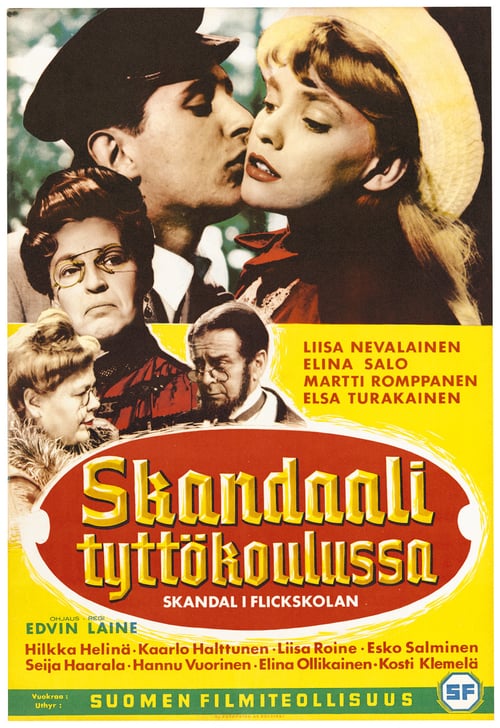 LIISA NEVALAINEN
ELINA SALO
MARTTI ROMPPANEN
ELSA TURAKAINEN
Skandaali
tyttökoulussa
SKANDAL I FLICKSKOLAN
OHJAUS - REGI
EDVIN LAINE
Hilkka Helinä · Kaarlo Halttunen · Liisa Roine · Esko Salminen
Seija Haarala · Hannu Vuorinen · Elina Ollikainen · Kosti Klemelä
Vuokraa :
Uthyr :
SUOMEN FILMITEOLLISUUS
SF